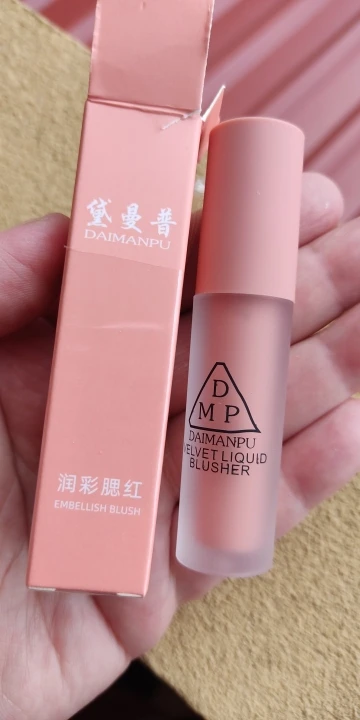 黛曼普
DAIMANPU
润彩腮红
EMBELLISH BLUSH
D
M P
DAIMANPU
VELVET LIQUID
BLUSHER